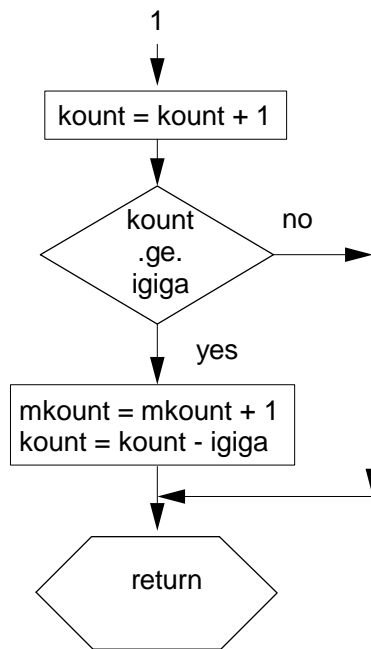 1
kount = kount + 1
kount
.ge.
igiga
no
yes
mkount = mkount + 1
kount = kount - igiga
return